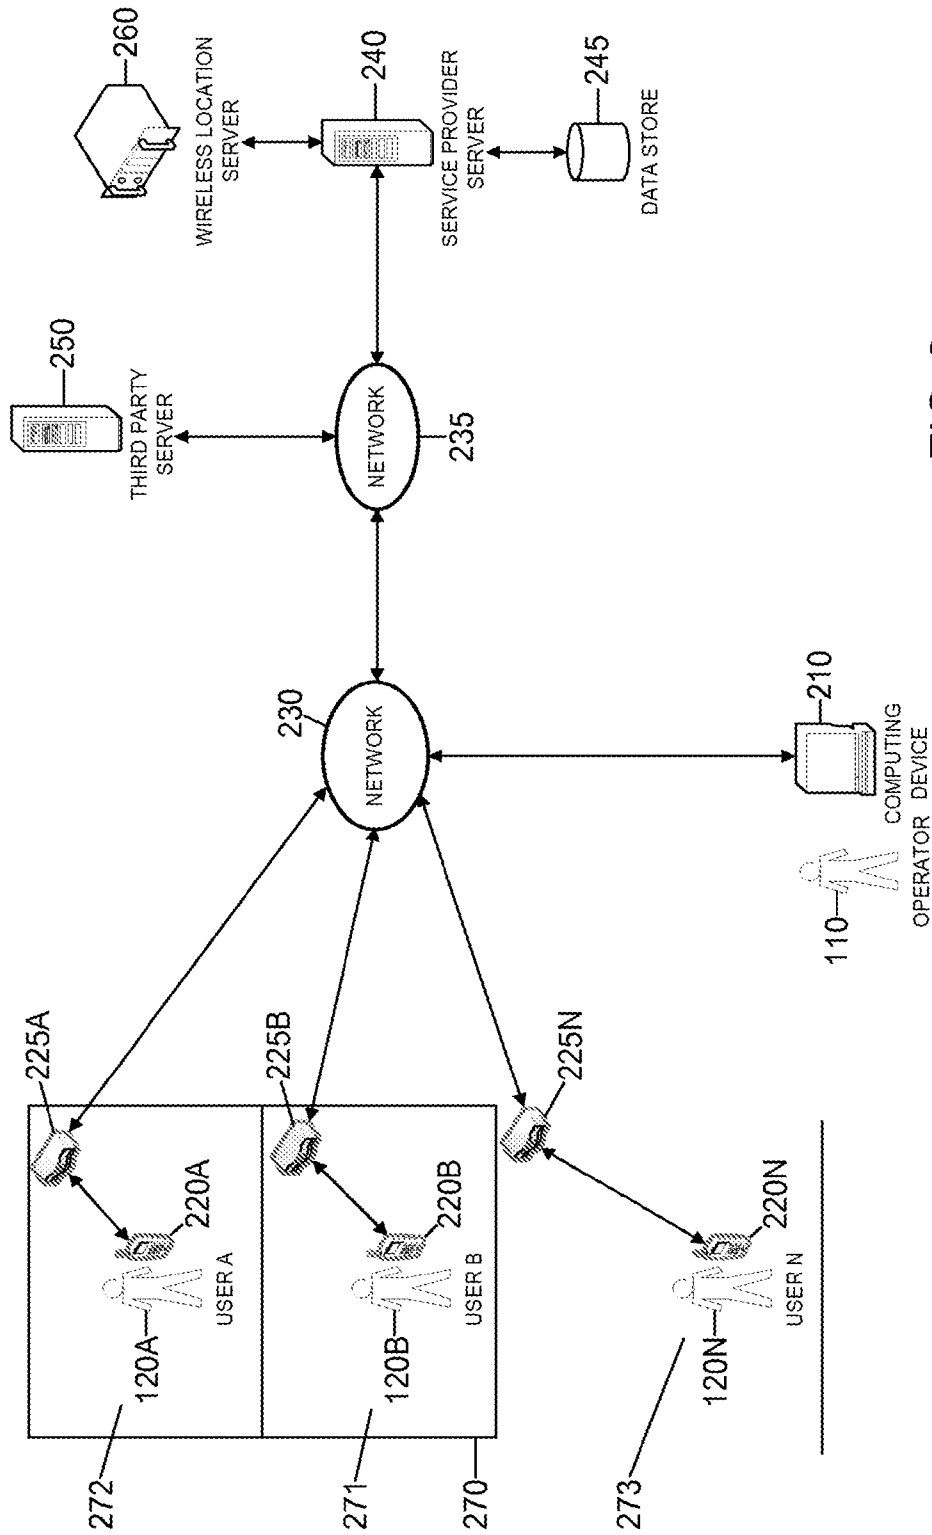 225A
250
272
260
THIRD PARTY
SERVER
120A
220A
WIRELESS LOCATION
SERVER
USER A
225B
230
271
NETWORK
NETWORK
240
120B
220B
SERVICE PROVIDER
SERVER
235
USER B
270
225N
245
273
DATA STORE
120N
220N
USER N
210
110
COMPUTING
OPERATOR DEVICE